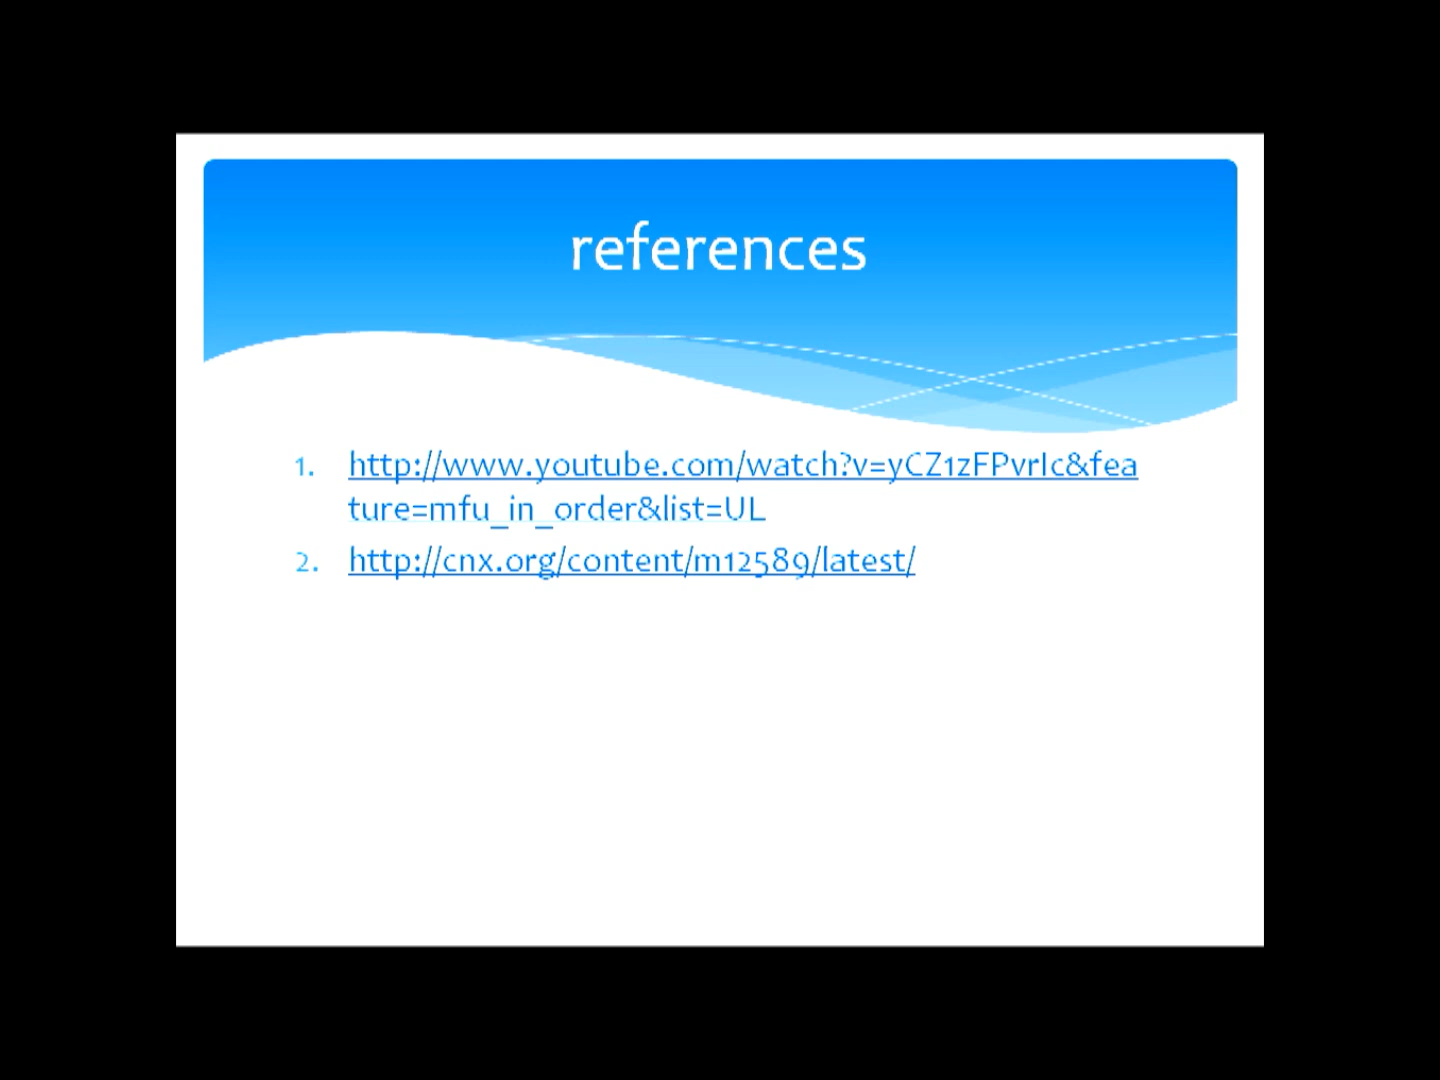 references
1. http://www.youtube.com/watch?v=yCZ1zFPvrIc&fea
ture=mfu_in_order&list=UL
2. http://cnx.org/content/m12589/latest/